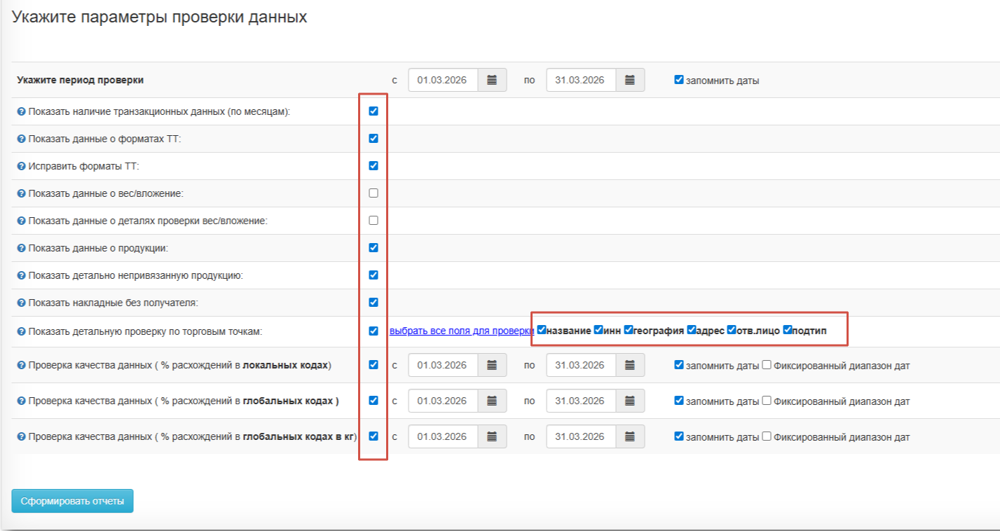 Укажите параметры проверки данных
Укажите период проверки с 01.03.2026 по 31.03.2026 запомнить даты
Показать наличие транзакционных данных (по месяцам):
Показать данные о форматах ТТ:
Исправить форматы ТТ:
Показать данные о вес/вложение:
Показать данные о деталях проверки вес/вложение:
Показать данные о продукции:
Показать детально непривязанную продукцию:
Показать накладные без получателя:
Показать детальную проверку по торговым точкам: выбрать все поля для проверки название инн география адрес отв.лицо подтип
Проверка качества данных ( % расхождений в локальных кодах) с 01.03.2026 по 31.03.2026 запомнить даты Фиксированный диапазон дат
Проверка качества данных ( % расхождений в глобальных кодах ) с 01.03.2026 по 31.03.2026 запомнить даты Фиксированный диапазон дат
Проверка качества данных ( % расхождений в глобальных кодах в кг) с 01.03.2026 по 31.03.2026 запомнить даты Фиксированный диапазон дат
Сформировать отчеты